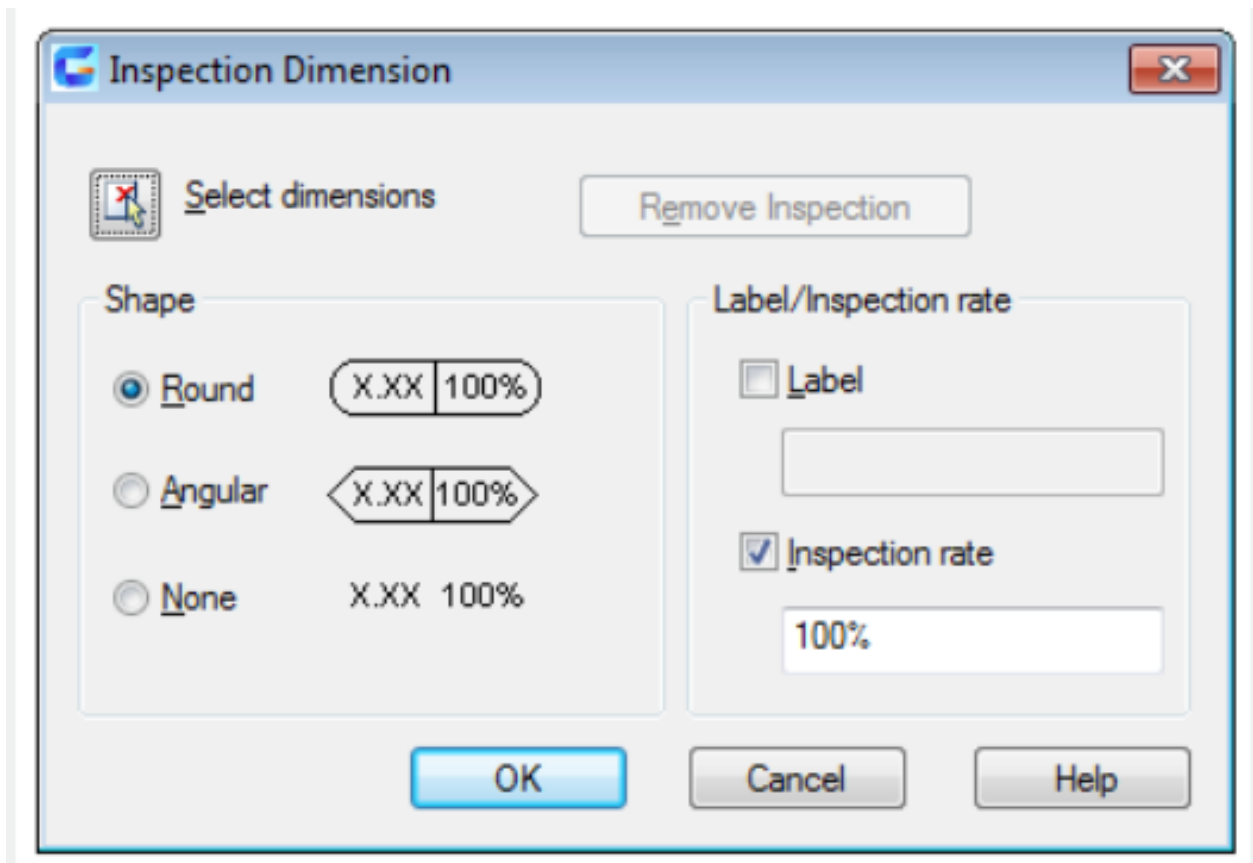 Inspection Dimension
Select dimensions
Remove Inspection
Shape
Round
X.XX 100%
Angular
X.XX 100%
None
X.XX 100%
Label/Inspection rate
Label
Inspection rate
100%
OK
Cancel
Help